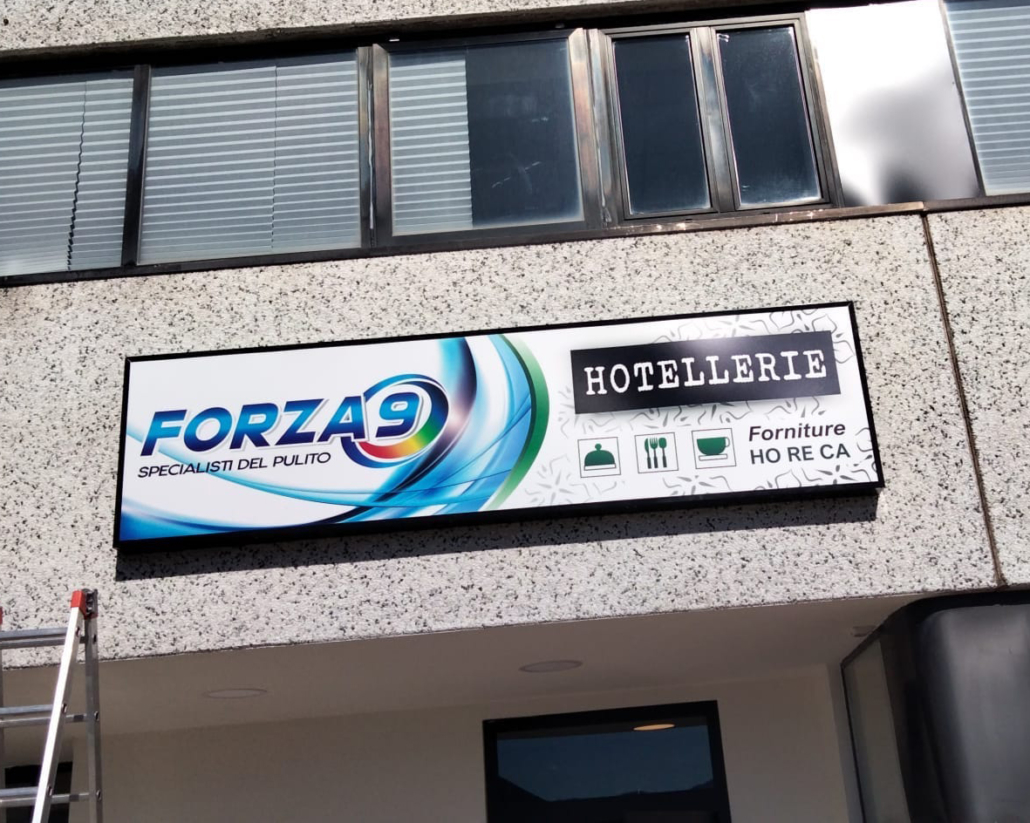 FORZA9
SPECIALISTI DEL PULITO
HOTELLERIE
Forniture
HO RE CA